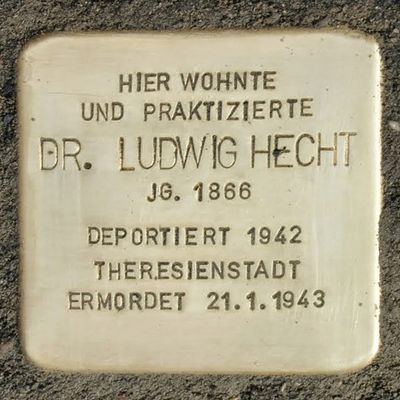 HIER WOHNTE
UND PRAKTIZIERTE
DR. LUDWIG HECHT
JG. 1866
DEPORTIERT 1942
THERESIENSTADT
ERMORDET 21.1.1943